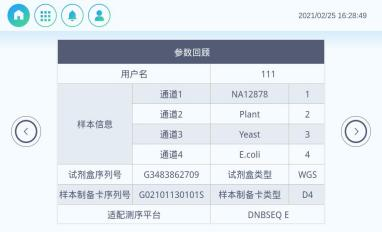 2021/02/25 16:28:49
参数回顾
用户名 111
样本信息 通道1 NA12878 1
通道2 Plant 2
通道3 Yeast 3
通道4 E.coli 4
试剂盒序列号 G3483862709 试剂盒类型 WGS
样本制备卡序列号 G02101130101S 样本制备卡类型 D4
适配测序平台 DNBSEQ E